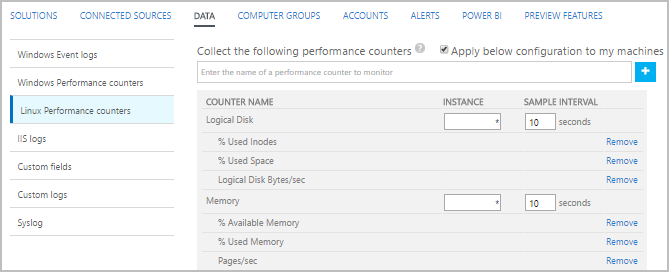 SOLUTIONS CONNECTED SOURCES DATA COMPUTER GROUPS ACCOUNTS ALERTS POWER BI PREVIEW FEATURES
Windows Event logs
Windows Performance counters
Linux Performance counters
IIS logs
Custom fields
Custom logs
Syslog
Collect the following performance counters ? Apply below configuration to my machines
Enter the name of a performance counter to monitor +
COUNTER NAME INSTANCE SAMPLE INTERVAL
Logical Disk * 10 seconds
% Used Inodes Remove
% Used Space Remove
Logical Disk Bytes/sec Remove
Memory * 10 seconds
% Available Memory Remove
% Used Memory Remove
Pages/sec Remove